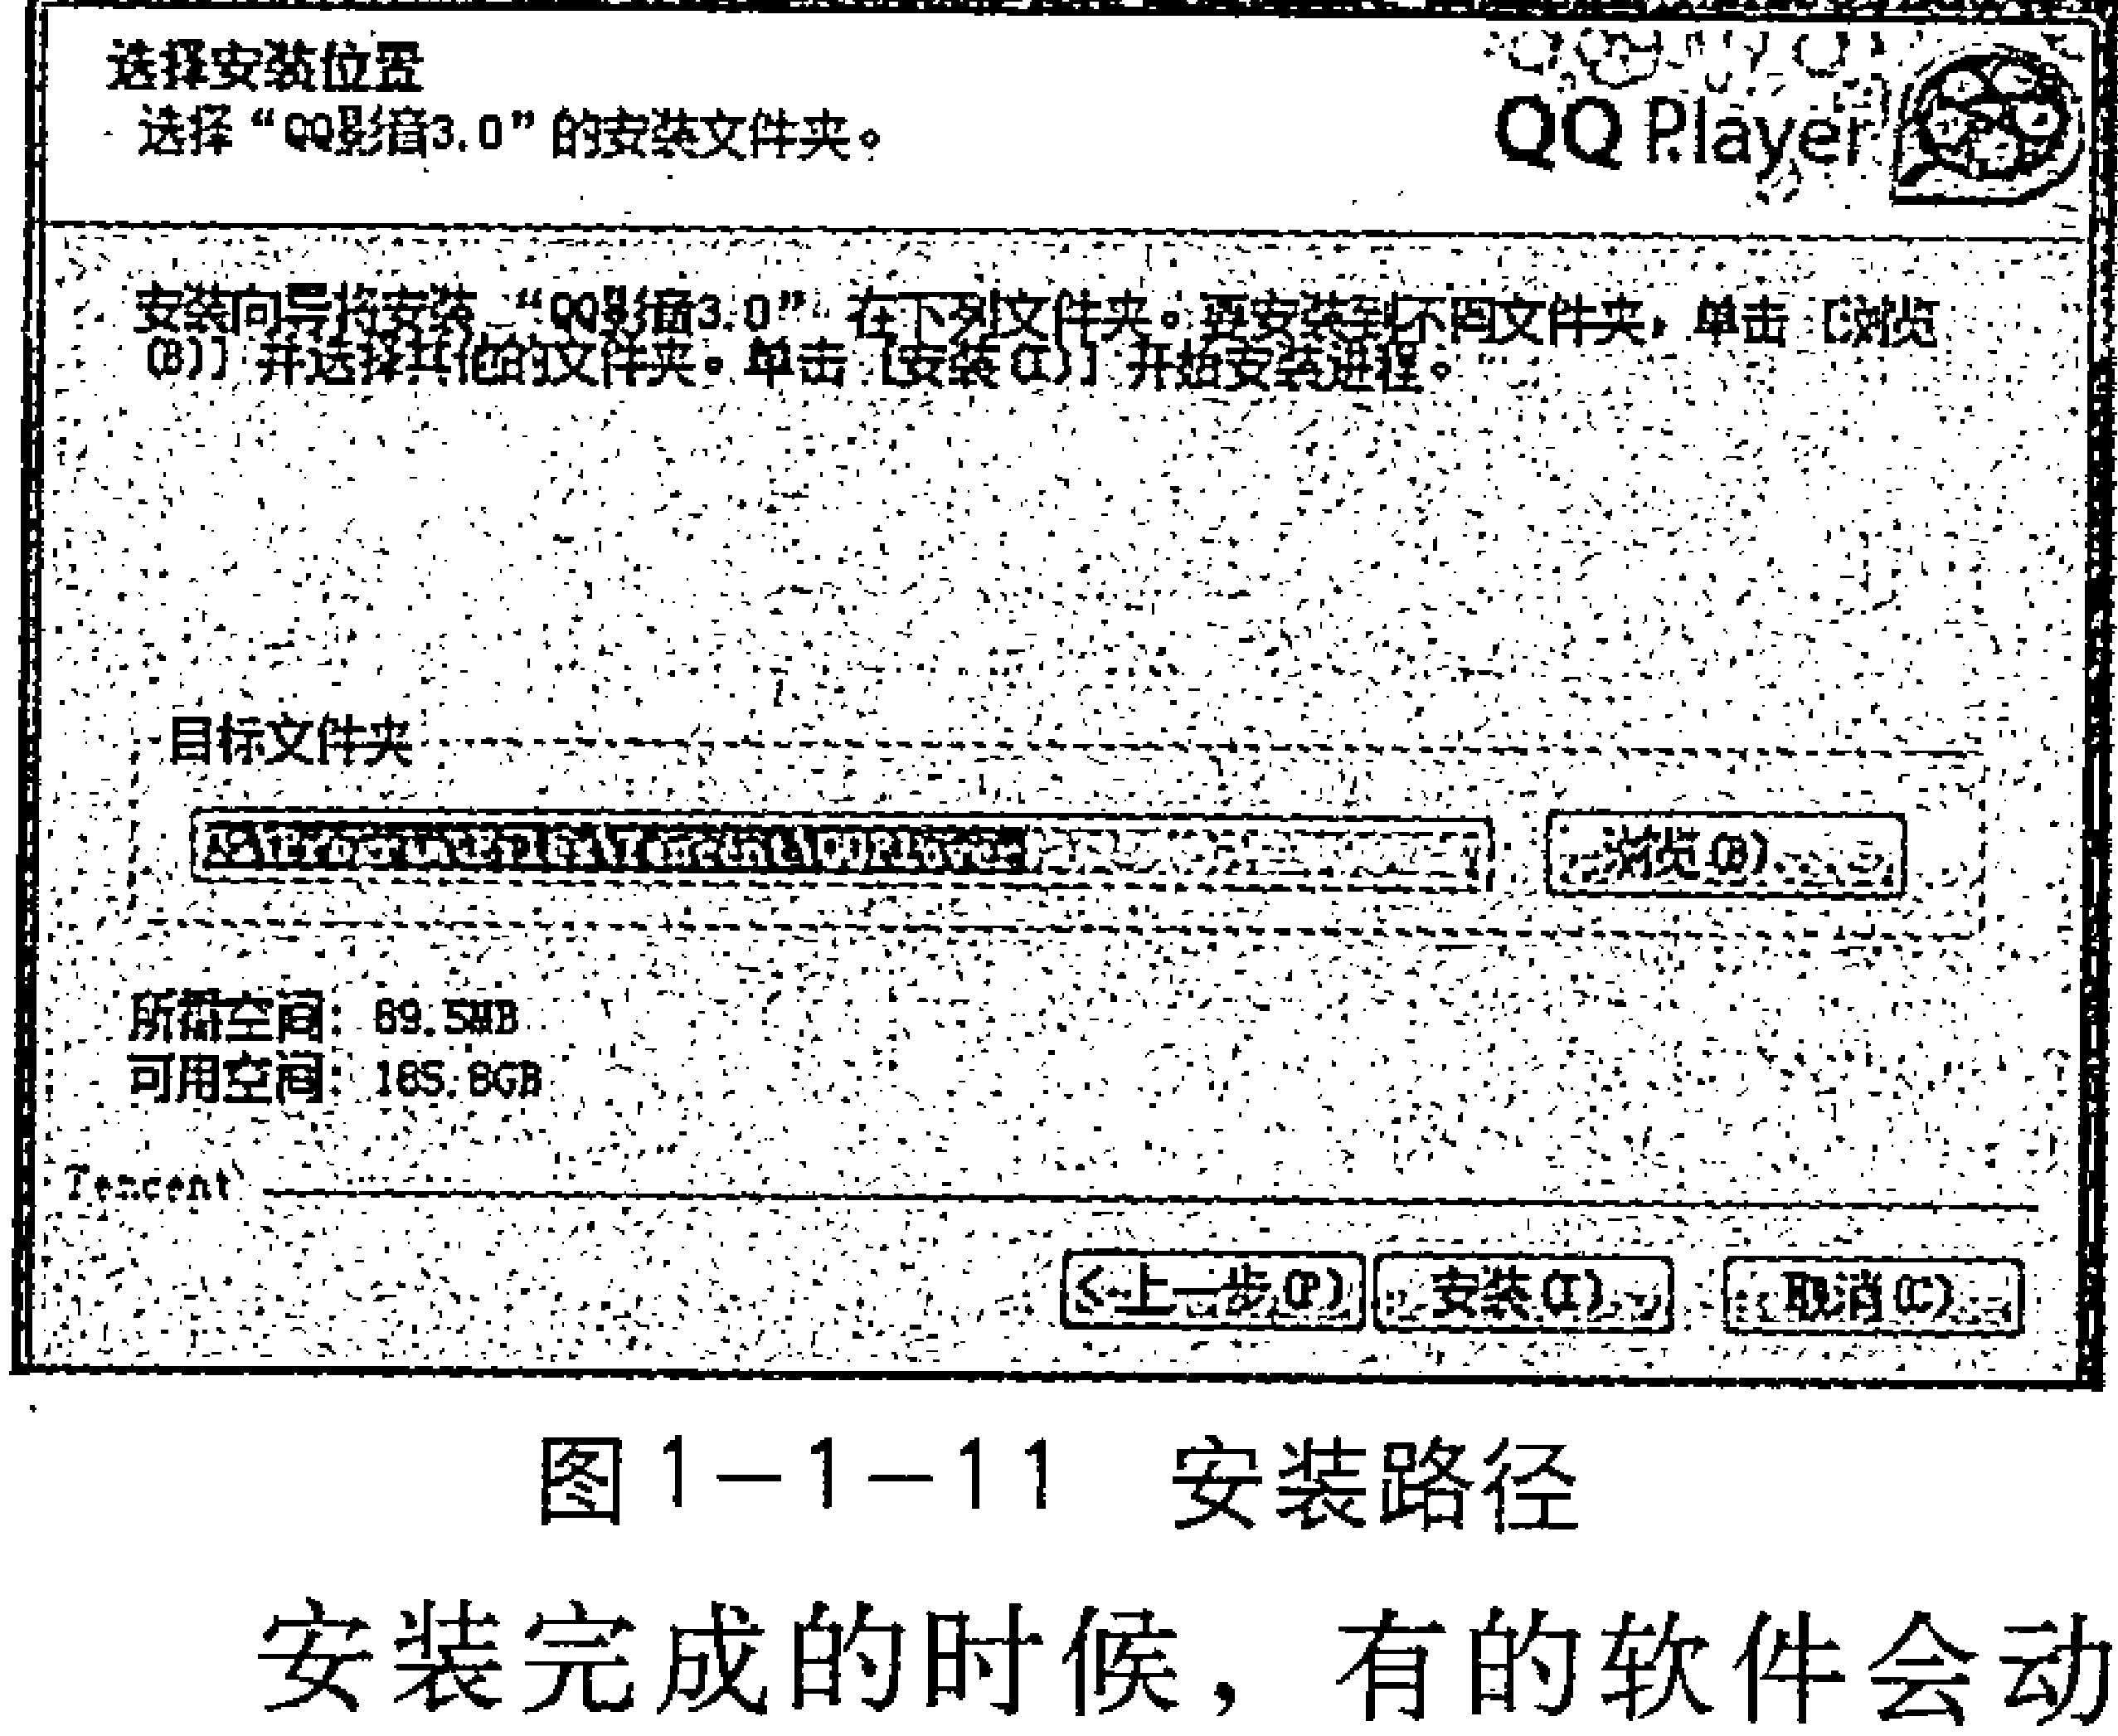 选择安装位置
选择“QQ影音3.0”的安装文件夹。
QQ Player
安装向导将安装 “QQ影音3.0” 在下列文件夹。要安装到不同文件夹，单击 [浏览
(B)] 并选择其他的文件夹。单击 [安装(I)] 开始安装进程。
目标文件夹
浏览(B)
所需空间: 89.5MB
可用空间: 185.8GB
Tencent
<上一步(P)
安装(I)
取消(C)
图1-1-11 安装路径
安装完成的时候，有的软件会动